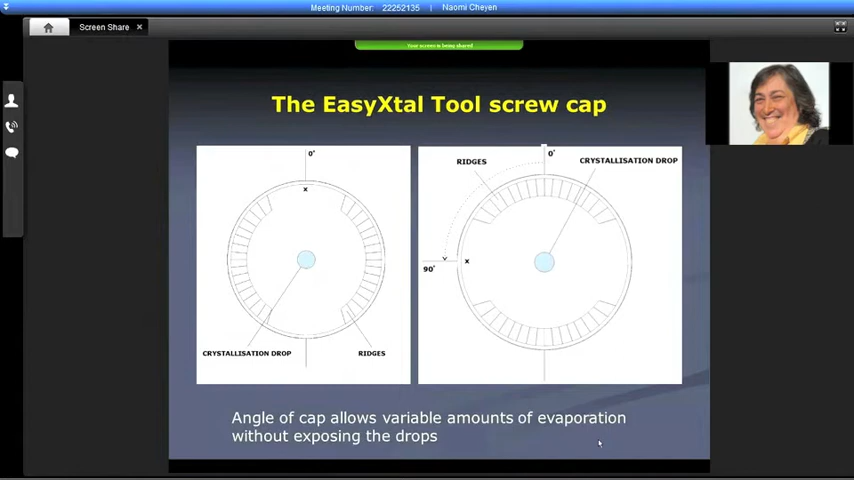 Meeting Number: 22252135 | Naomi Cheyen
Screen Share
Your screen is being shared
The EasyXtal Tool screw cap
0°
x
CRYSTALLISATION DROP
RIDGES
RIDGES
0°
CRYSTALLISATION DROP
90°
x
Angle of cap allows variable amounts of evaporation
without exposing the drops